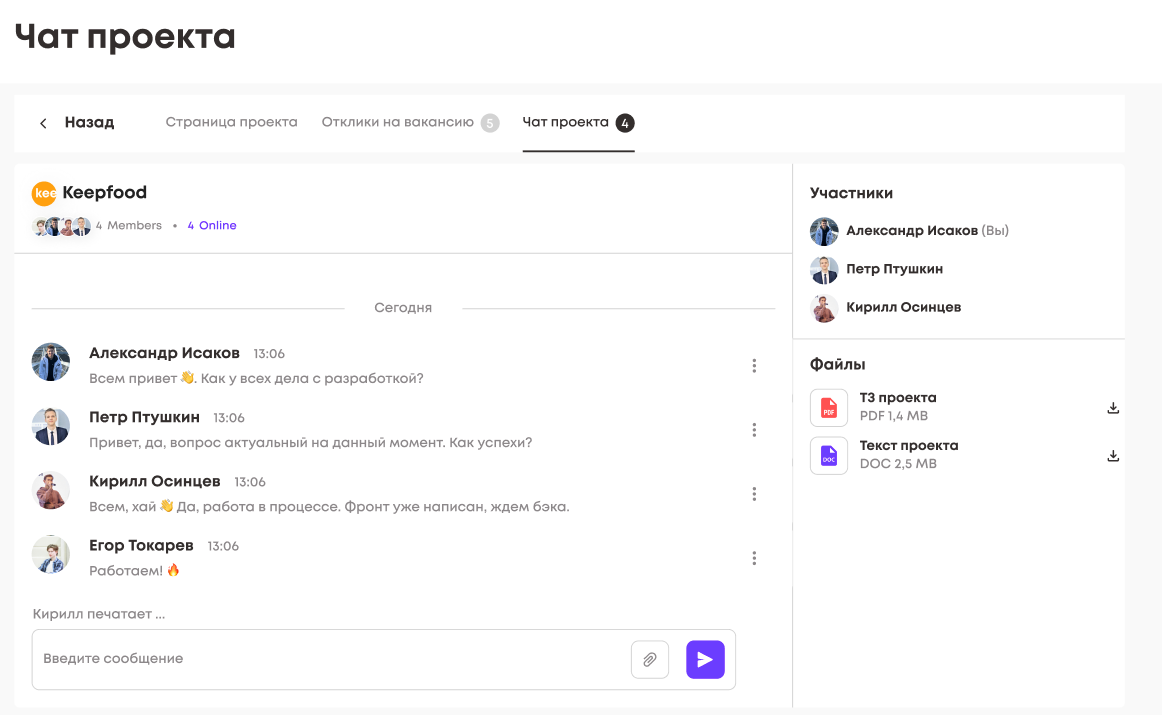 Чат проекта
Назад
Страница проекта
Отклики на вакансию 5
Чат проекта 4
kee Keepfood
4 Members • 4 Online
Сегодня
Александр Исаков 13:06
Всем привет 👋. Как у всех дела с разработкой?
Петр Птушкин 13:06
Привет, да, вопрос актуальный на данный момент. Как успехи?
Кирилл Осинцев 13:06
Всем, хай 👋 Да, работа в процессе. Фронт уже написан, ждем бэка.
Егор Токарев 13:06
Работаем! 🔥
Кирилл печатает ...
Введите сообщение
Участники
Александр Исаков (Вы)
Петр Птушкин
Кирилл Осинцев
Файлы
PDF
ТЗ проекта
PDF 1,4 MB
DOC
Текст проекта
DOC 2,5 MB